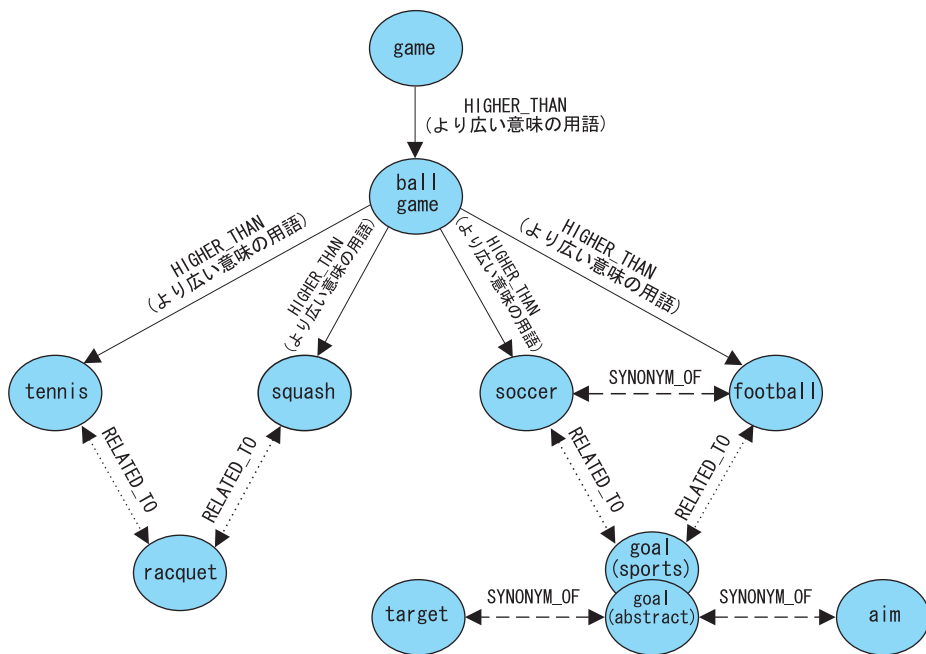 game
HIGHER_THAN
(より広い意味の用語)
ball
game
HIGHER_THAN
(より広い意味の用語)
HIGHER_THAN
(より広い意味の用語)
HIGHER_THAN
(より広い意味の用語)
HIGHER_THAN
(より広い意味の用語)
tennis
squash
soccer
SYNONYM_OF
football
RELATED_TO
RELATED_TO
RELATED_TO
RELATED_TO
racquet
goal
(sports)
target
SYNONYM_OF
goal
(abstract)
SYNONYM_OF
aim